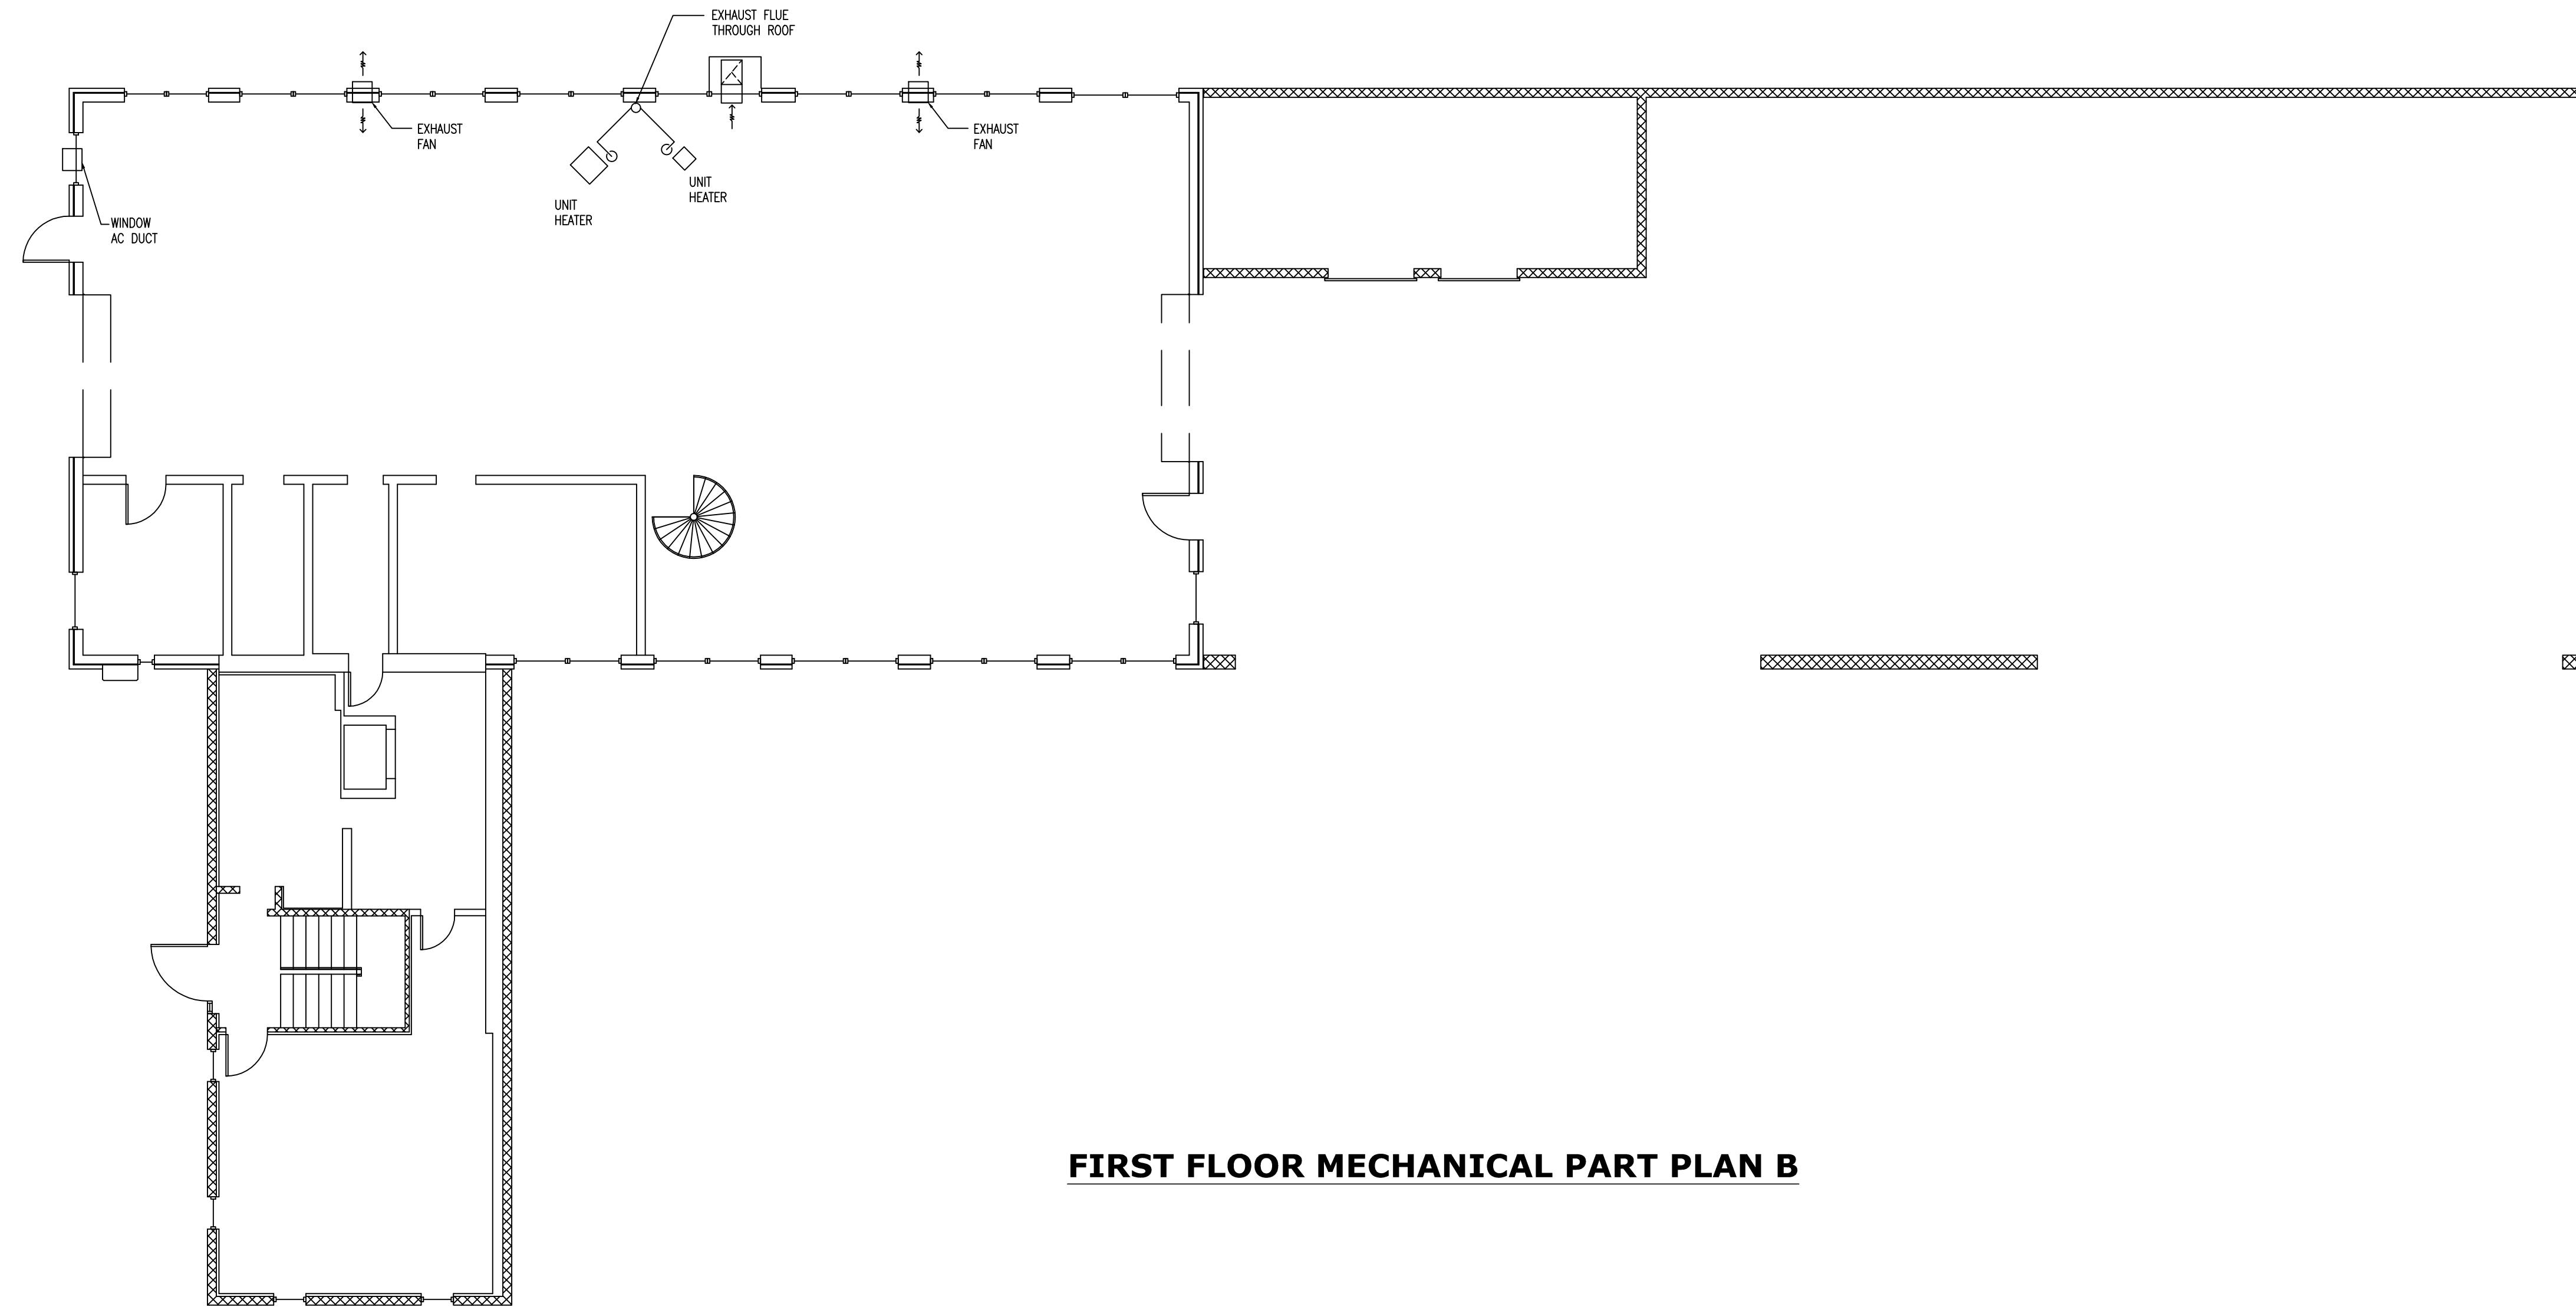 EXHAUST FLUE
THROUGH ROOF
EXHAUST
FAN
EXHAUST
FAN
UNIT
HEATER
UNIT
HEATER
WINDOW
AC DUCT
FIRST FLOOR MECHANICAL PART PLAN B